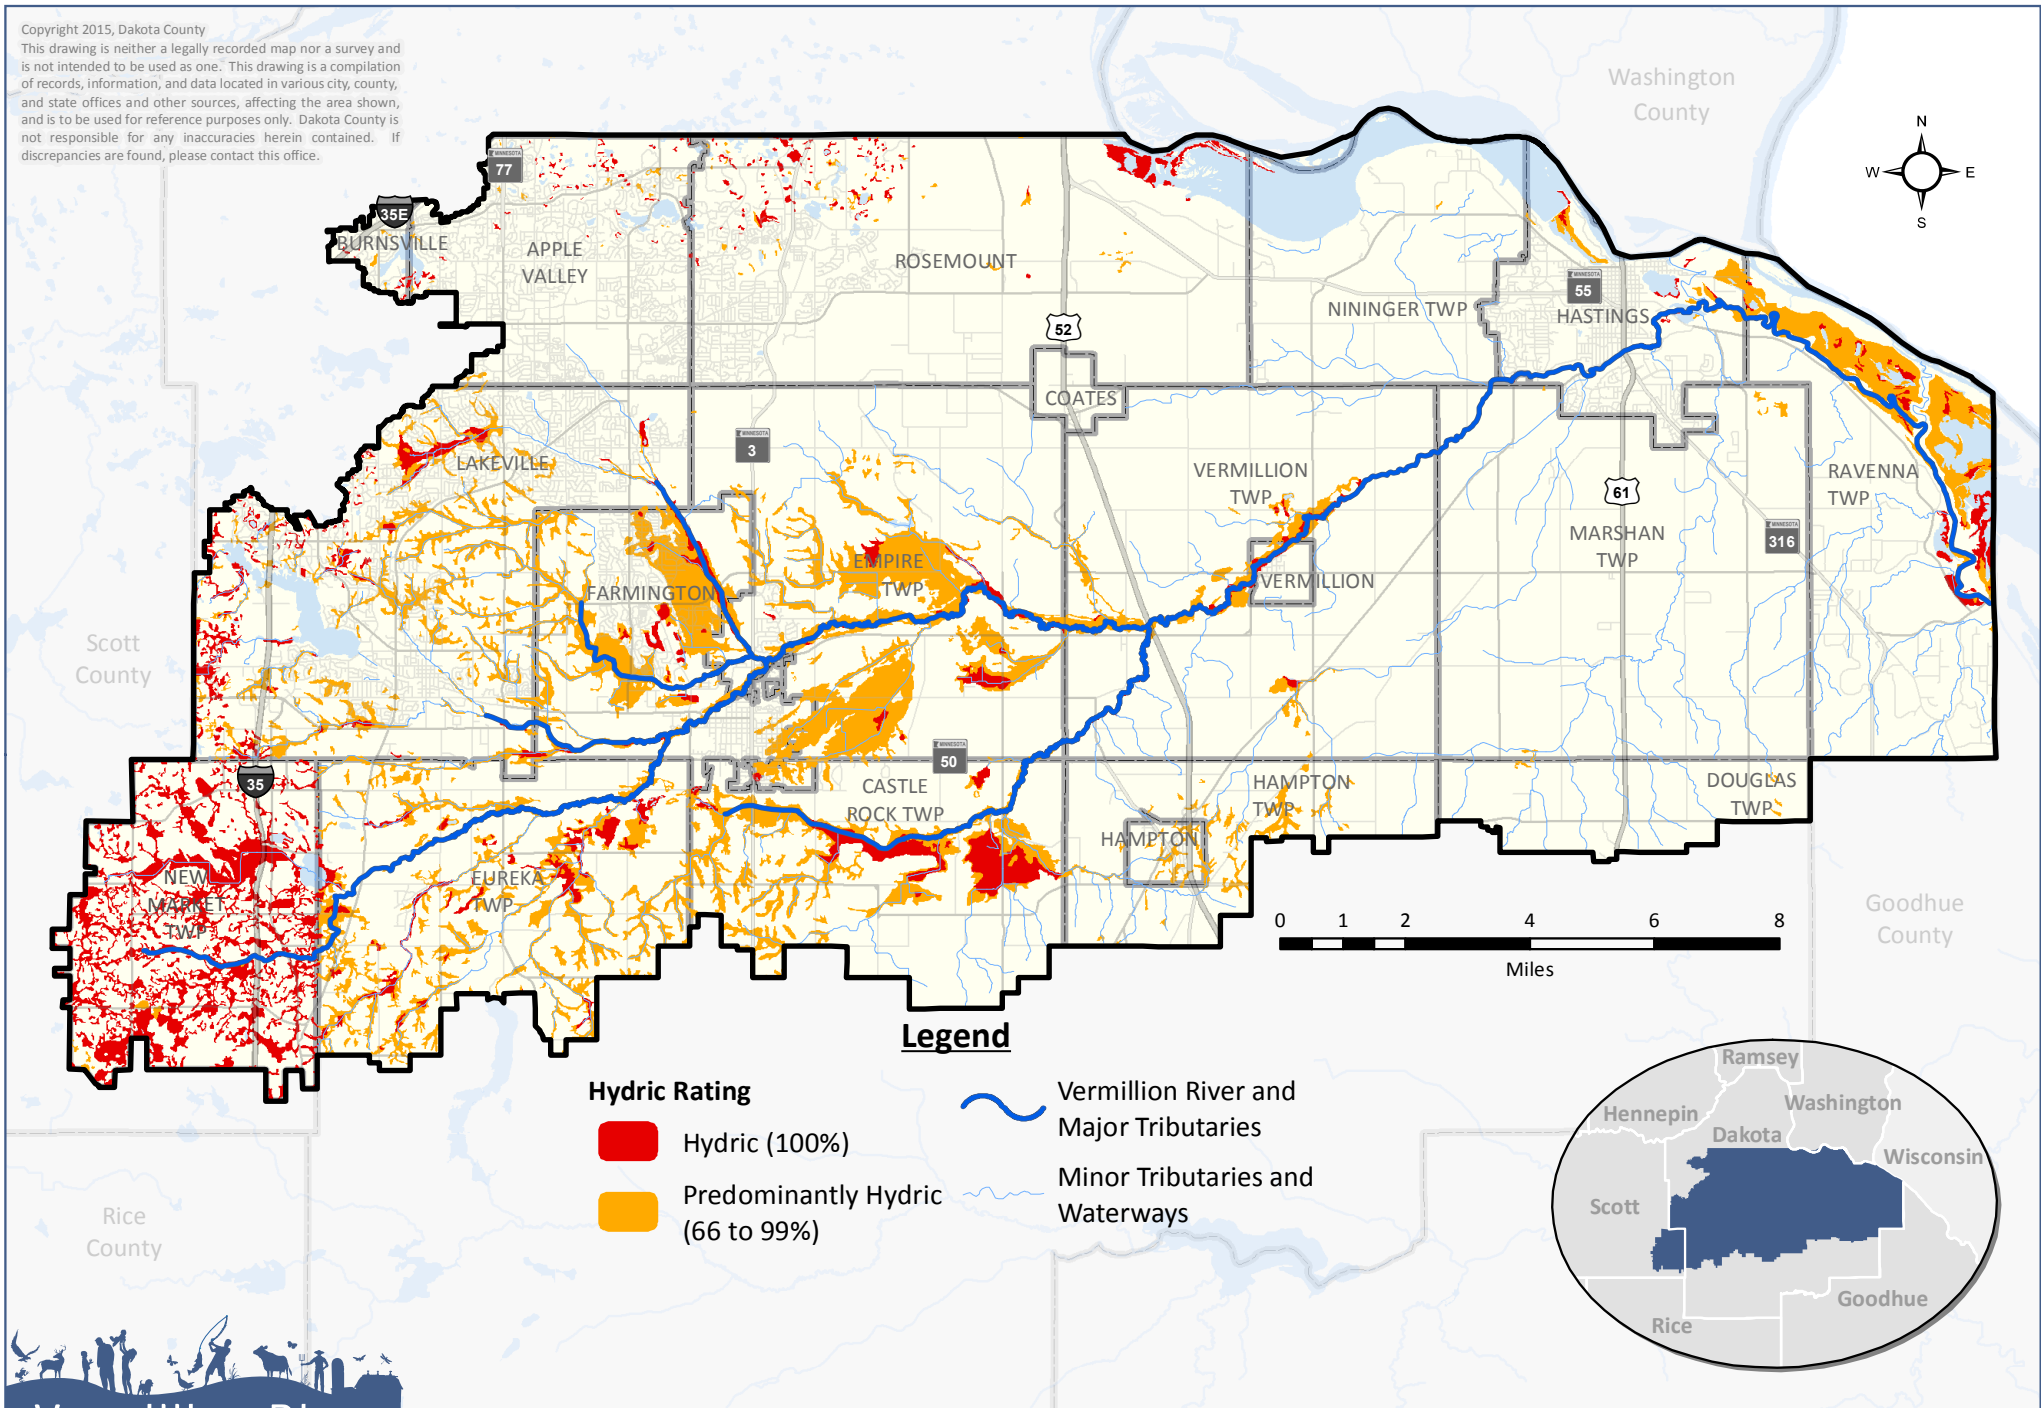 Copyright 2015, Dakota County
This drawing is neither a legally recorded map nor a survey and
is not intended to be used as one. This drawing is a compilation
of records, information, and data located in various city, county,
and state offices and other sources, affecting the area shown,
and is to be used for reference purposes only. Dakota County is
not responsible for any inaccuracies herein contained. If
discrepancies are found, please contact this office.
Washington
County
N
W
E
S
MINNESOTA
77
35E
BURNSVILLE
APPLE
VALLEY
ROSEMOUNT
NININGER TWP
MINNESOTA
55
HASTINGS
52
COATES
MINNESOTA
3
LAKEVILLE
VERMILLION
TWP
61
RAVENNA
TWP
MARSHAN
TWP
MINNESOTA
316
EMPIRE
TWP
FARMINGTON
VERMILLION
Scott
County
MINNESOTA
50
35
CASTLE
ROCK TWP
HAMPTON
TWP
DOUGLAS
TWP
HAMPTON
NEW
MARKET
TWP
EUREKA
TWP
Goodhue
County
0 1 2 4 6 8
Miles
Legend
Hydric Rating
Hydric (100%)
Predominantly Hydric
(66 to 99%)
Vermillion River and
Major Tributaries
Minor Tributaries and
Waterways
Rice
County
Ramsey
Hennepin
Washington
Dakota
Wisconsin
Scott
Goodhue
Rice